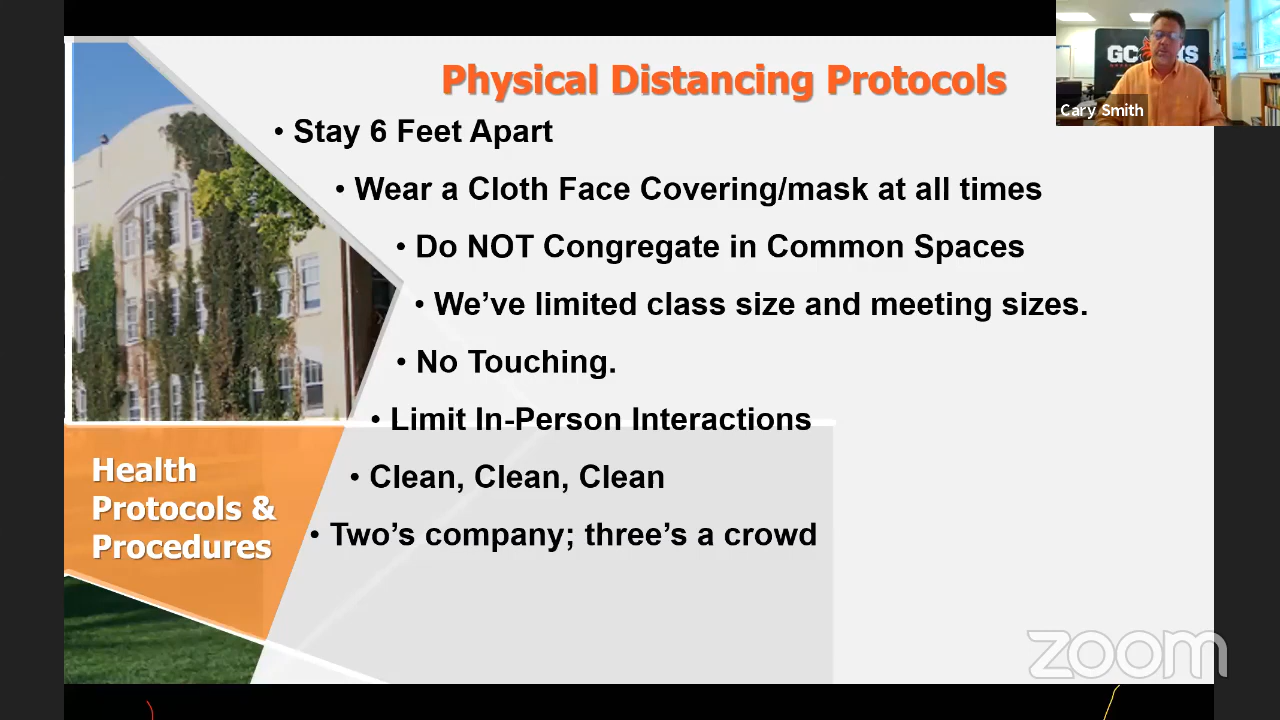 Physical Distancing Protocols
• Stay 6 Feet Apart
• Wear a Cloth Face Covering/mask at all times
• Do NOT Congregate in Common Spaces
• We’ve limited class size and meeting sizes.
• No Touching.
• Limit In-Person Interactions
• Clean, Clean, Clean
• Two’s company; three’s a crowd
Health
Protocols &
Procedures
Cary Smith
zoom